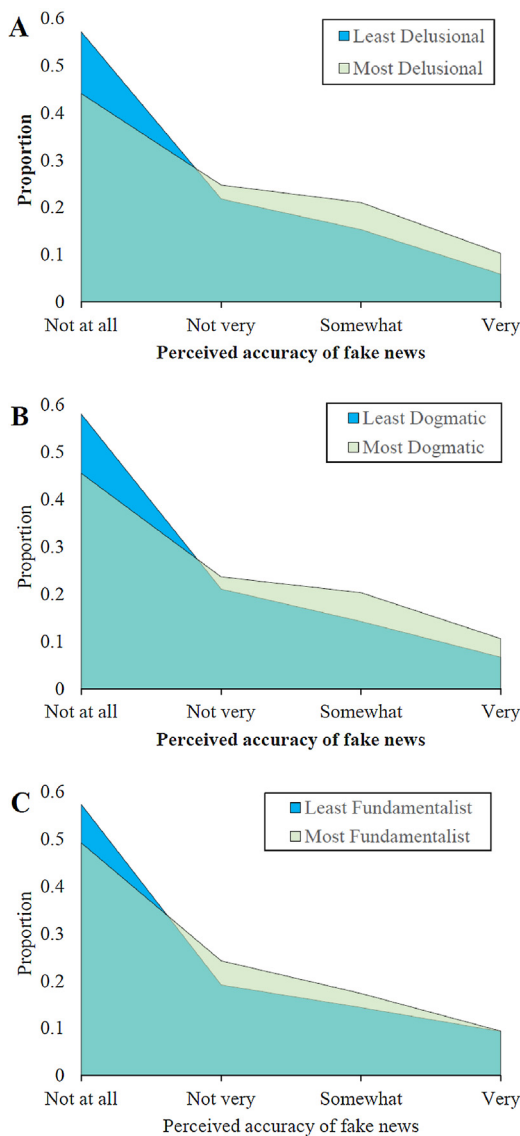 A
0.6
Least Delusional
Most Delusional
0.5
0.4
0.3
0.2
0.1
0
Proportion
Not at all Not very Somewhat Very
Perceived accuracy of fake news
B
0.6
Least Dogmatic
Most Dogmatic
0.5
0.4
0.3
0.2
0.1
0
Proportion
Not at all Not very Somewhat Very
Perceived accuracy of fake news
C
0.6
Least Fundamentalist
Most Fundamentalist
0.5
0.4
0.3
0.2
0.1
0
Proportion
Not at all Not very Somewhat Very
Perceived accuracy of fake news